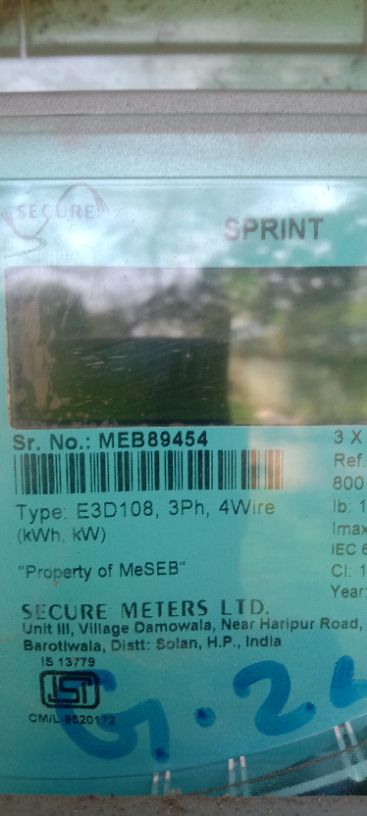 SECURE
SPRINT
Sr. No.: MEB89454
3 X
Ref.
800
Type: E3D108, 3Ph, 4Wire
Ib: 1
(kWh, kW)
Imax
IEC 6
"Property of MeSEB"
Cl: 1
Year
SECURE METERS LTD.
Unit III, Village Damowala, Near Haripur Road,
Barotiwala, Distt: Solan, H.P., India
IS 13779
ISI
CM/L-9520172
G.2